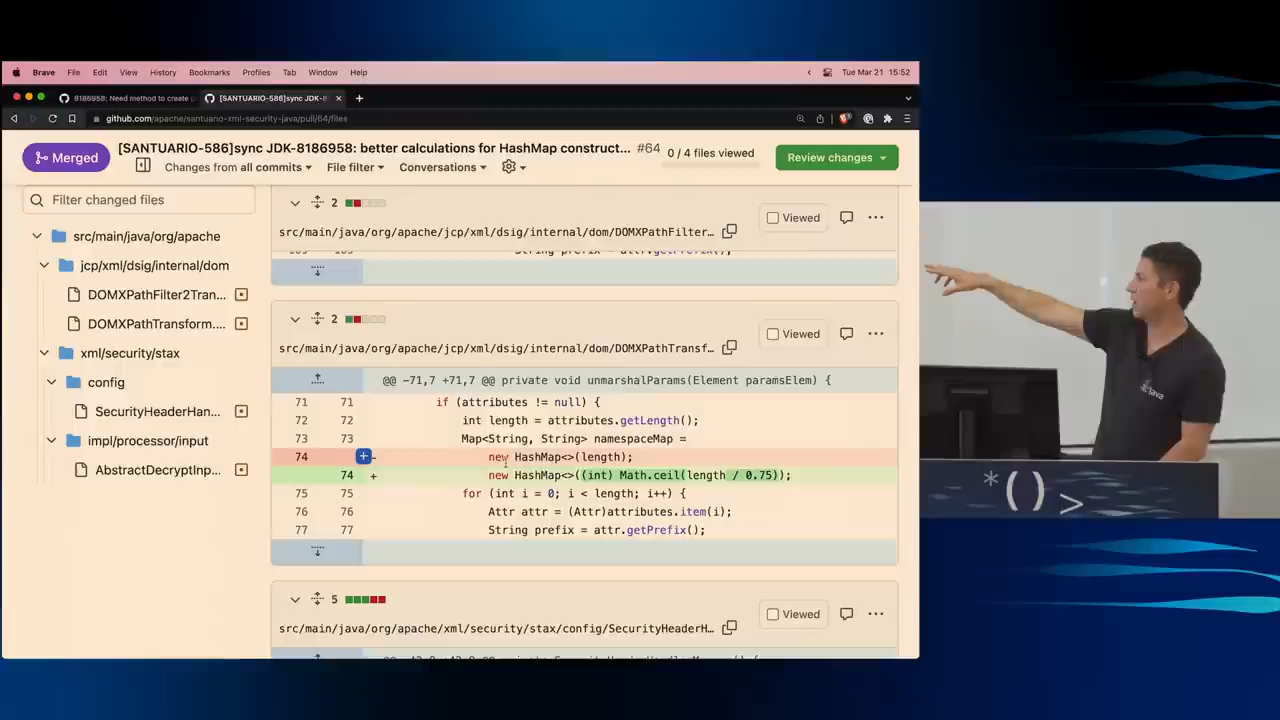 Brave File Edit View History Bookmarks Profiles Tab Window Help
Tue Mar 21 15:52
8186958: Need method to create
[SANTUARIO-586]sync JDK-8
github.com/apache/santuario-xml-security-java/pull/64/files
Merged
[SANTUARIO-586]sync JDK-8186958: better calculations for HashMap construct... #64
Changes from all commits File filter Conversations
0 / 4 files viewed
Review changes
Filter changed files
src/main/java/org/apache
jcp/xml/dsig/internal/dom
DOMXPathFilter2Tran...
DOMXPathTransform....
xml/security/stax
config
SecurityHeaderHan...
impl/processor/input
AbstractDecryptInp...
2
Viewed
src/main/java/org/apache/jcp/xml/dsig/internal/dom/DOMXPathFilter...
String prefix = attr.getPrefix();
2
Viewed
src/main/java/org/apache/jcp/xml/dsig/internal/dom/DOMXPathTransf...
@@ -71,7 +71,7 @@ private void unmarshalParams(Element paramsElem) {
71 71 if (attributes != null) {
72 72 int length = attributes.getLength();
73 73 Map<String, String> namespaceMap =
74 - new HashMap<>(length);
74 + new HashMap<>((int) Math.ceil(length / 0.75));
75 75 for (int i = 0; i < length; i++) {
76 76 Attr attr = (Attr)attributes.item(i);
77 77 String prefix = attr.getPrefix();
5
Viewed
src/main/java/org/apache/xml/security/stax/config/SecurityHeaderH...
Java
*()>